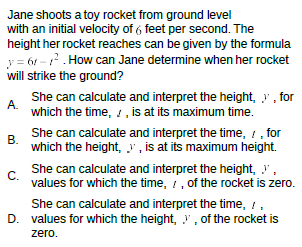 Jane shoots a toy rocket from ground level
with an initial velocity of 6 feet per second. The
height her rocket reaches can be given by the formula
y = 6t − t² . How can Jane determine when her rocket
will strike the ground?
A. She can calculate and interpret the height, y , for
which the time, t , is at its maximum time.
B. She can calculate and interpret the time, t , for
which the height, y , is at its maximum height.
C. She can calculate and interpret the height, y ,
values for which the time, t , of the rocket is zero.
She can calculate and interpret the time, t ,
D. values for which the height, y , of the rocket is
zero.